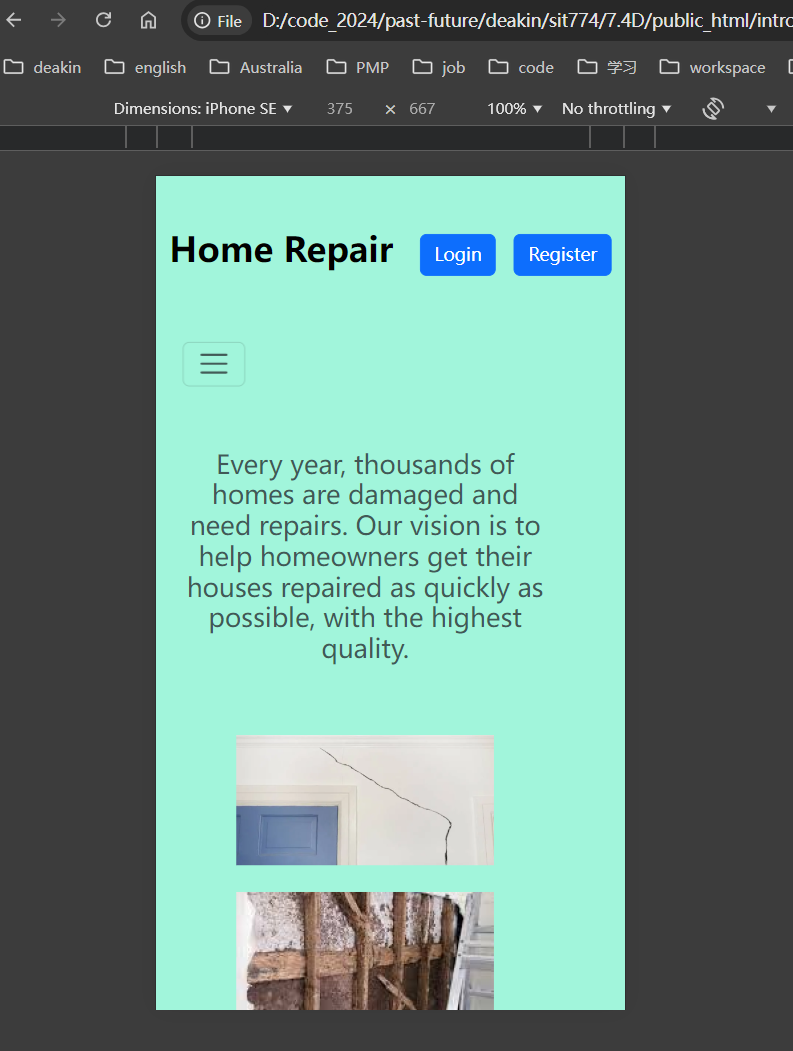 File D:/code_2024/past-future/deakin/sit774/7.4D/public_html/intro
deakin english Australia PMP job code 学习 workspace
Dimensions: iPhone SE 375 × 667 100% No throttling
Home Repair Login Register
Every year, thousands of
homes are damaged and
need repairs. Our vision is to
help homeowners get their
houses repaired as quickly as
possible, with the highest
quality.